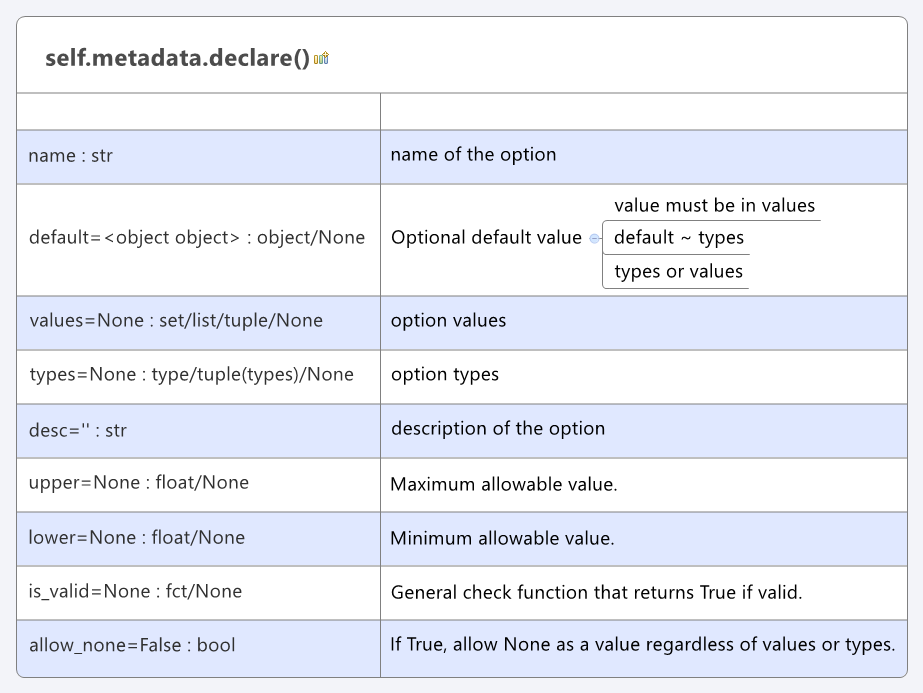 self.metadata.declare()
name : str
name of the option
default=<object object> : object/None
Optional default value
value must be in values
default ~ types
types or values
values=None : set/list/tuple/None
option values
types=None : type/tuple(types)/None
option types
desc='' : str
description of the option
upper=None : float/None
Maximum allowable value.
lower=None : float/None
Minimum allowable value.
is_valid=None : fct/None
General check function that returns True if valid.
allow_none=False : bool
If True, allow None as a value regardless of values or types.